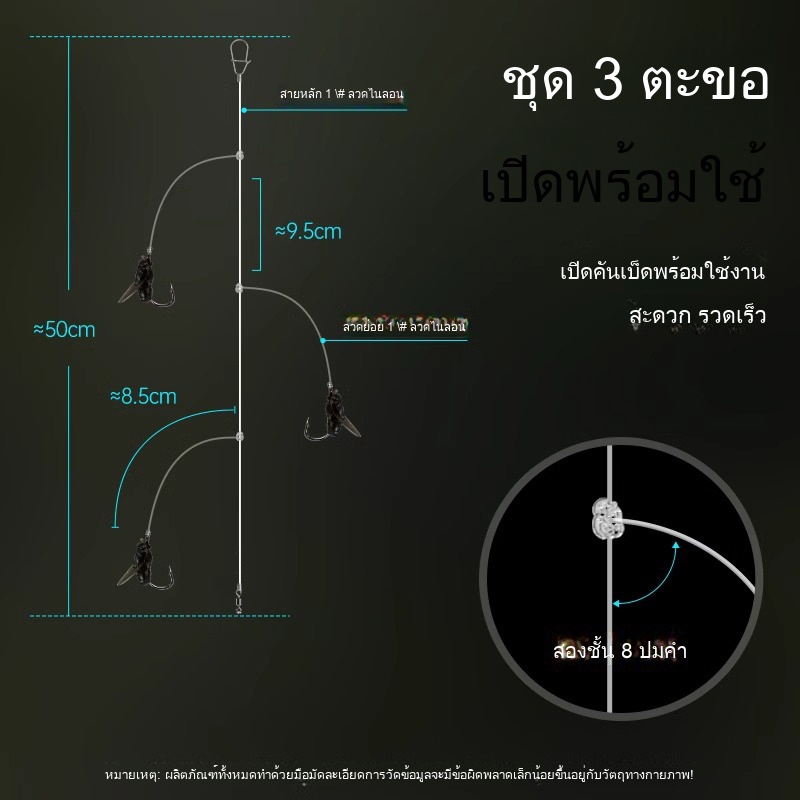 ชุด 3 ตะขอ
สายหลัก 1 \# ลวดไนลอน
เปิดพร้อมใช้
≈9.5cm
เปิดคันเบ็ดพร้อมใช้งาน
สะดวก รวดเร็ว
≈50cm
ลวดย่อย 1 \# ลวดไนลอน
≈8.5cm
สองชั้น 8 ปมคำ
หมายเหตุ: ผลิตภัณฑ์ทั้งหมดทำด้วยมือมัดละเอียดการวัดข้อมูลจะมีข้อผิดพลาดเล็กน้อยขึ้นอยู่กับวัตถุทางกายภาพ!